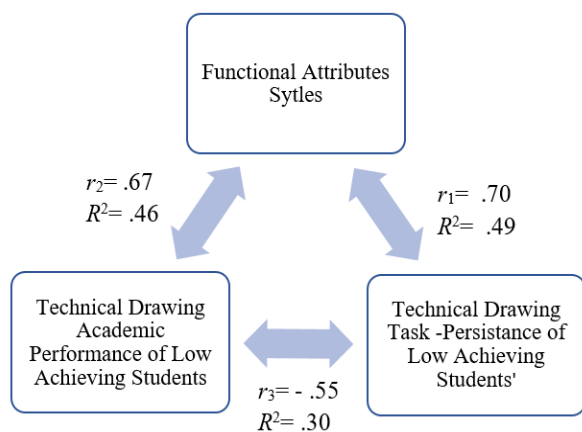 Functional Attributes
Sytles
r₂= .67
R²= .46
r₁= .70
R²= .49
Technical Drawing
Academic
Performance of Low
Achieving Students
Technical Drawing
Task -Persistance of
Low Achieving
Students'
r₃= - .55
R²= .30